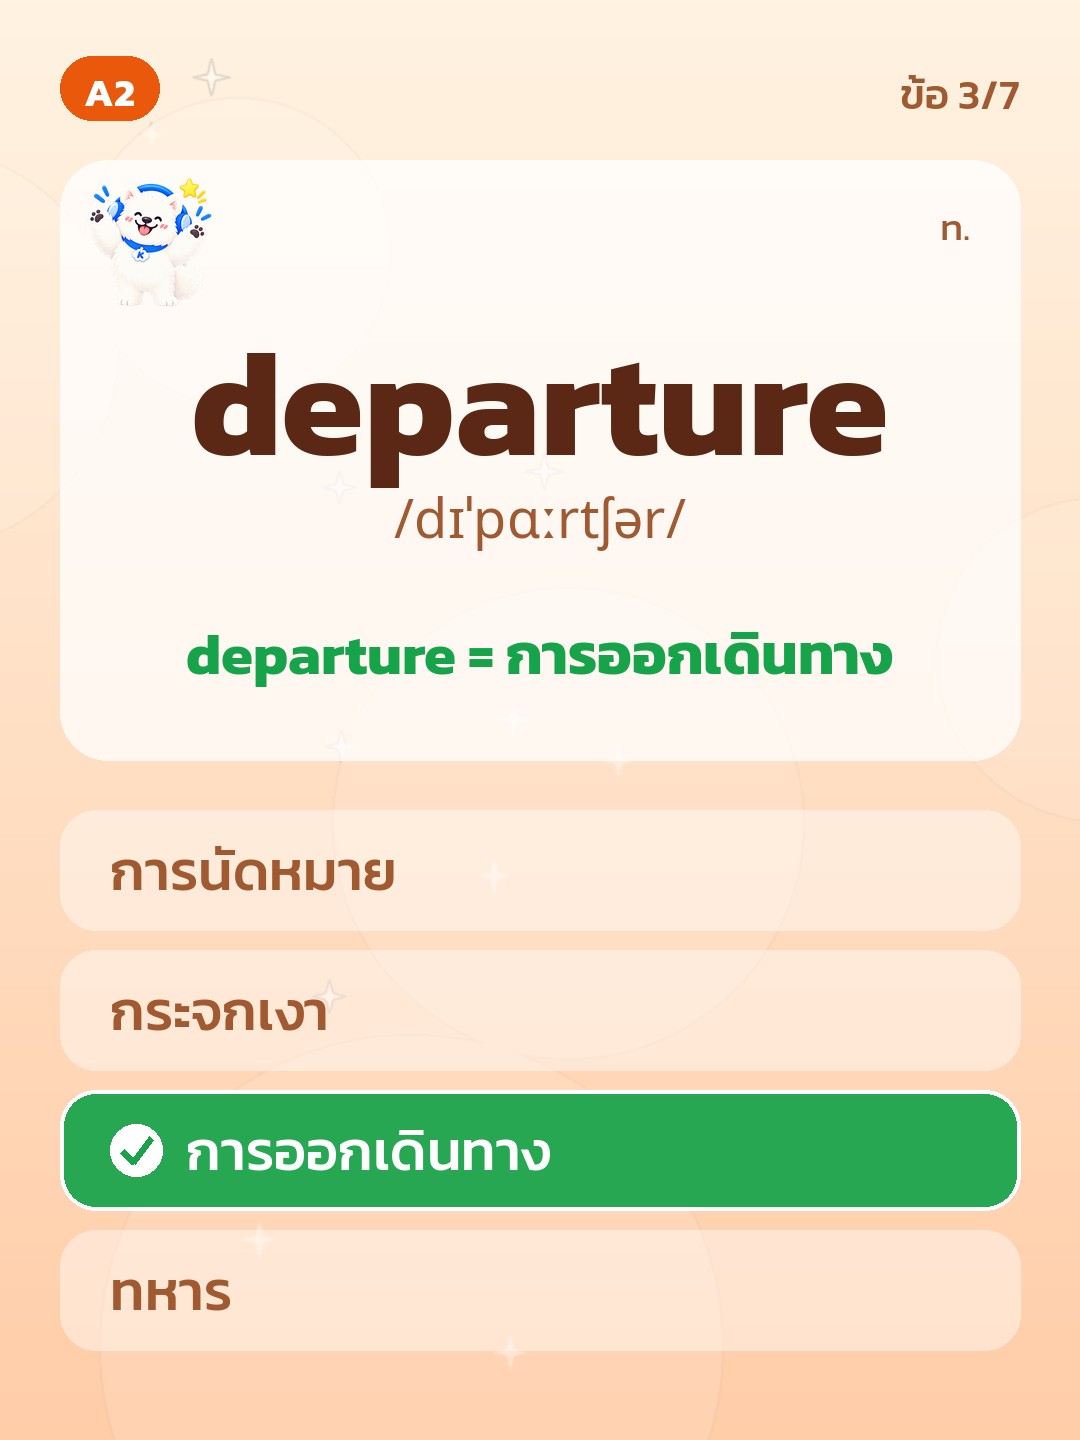 A2
ข้อ 3/7
n.
departure
/dɪˈpɑːrtʃər/
departure = การออกเดินทาง
การนัดหมาย
กระจกเงา
การออกเดินทาง
ทหาร